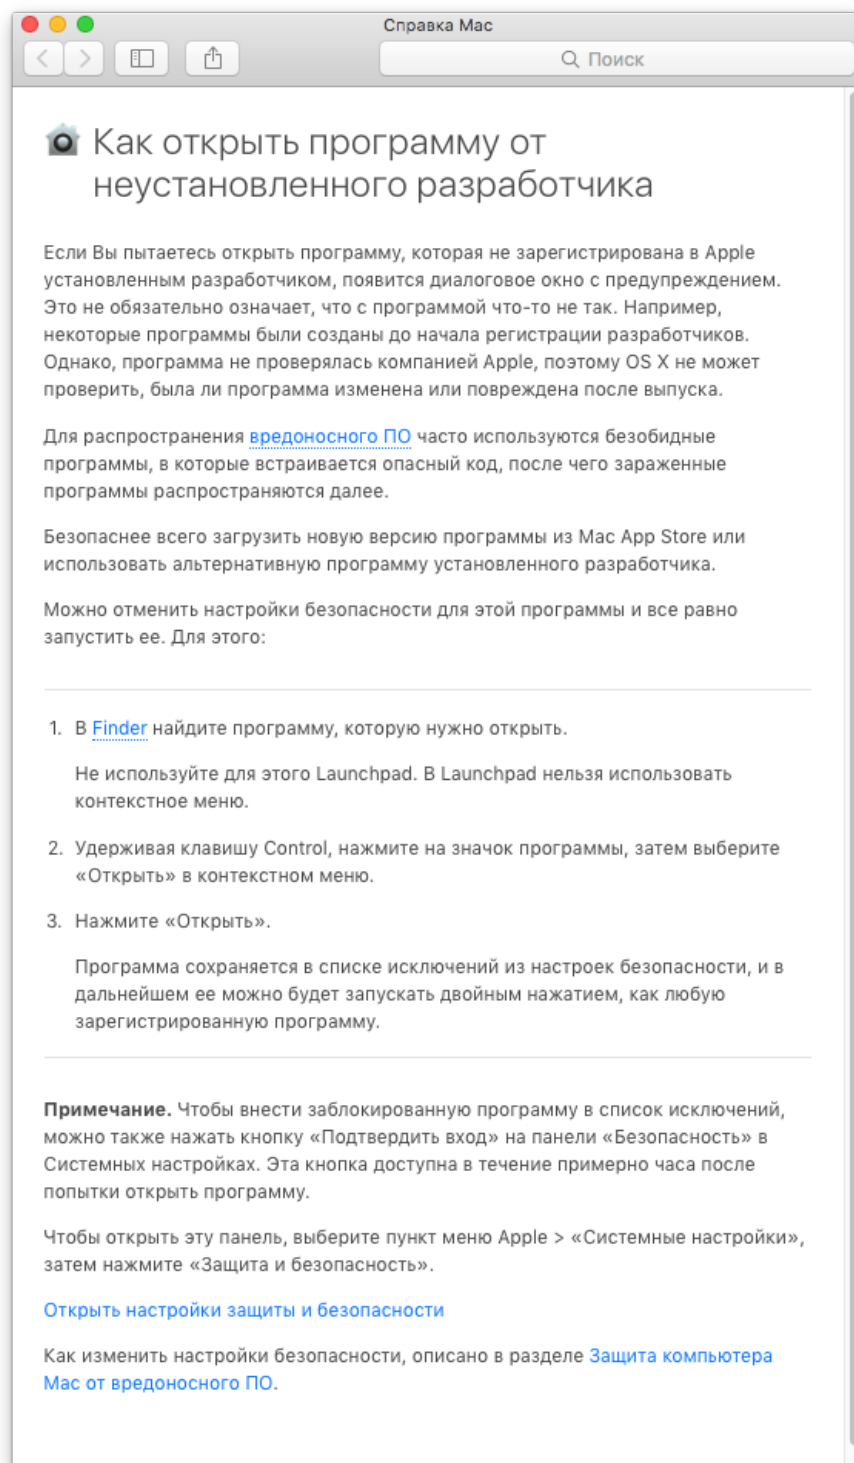 Справка Mac
Поиск
Как открыть программу от
неустановленного разработчика
Если Вы пытаетесь открыть программу, которая не зарегистрирована в Apple
установленным разработчиком, появится диалоговое окно с предупреждением.
Это не обязательно означает, что с программой что-то не так. Например,
некоторые программы были созданы до начала регистрации разработчиков.
Однако, программа не проверялась компанией Apple, поэтому OS X не может
проверить, была ли программа изменена или повреждена после выпуска.
Для распространения вредоносного ПО часто используются безобидные
программы, в которые встраивается опасный код, после чего зараженные
программы распространяются далее.
Безопаснее всего загрузить новую версию программы из Mac App Store или
использовать альтернативную программу установленного разработчика.
Можно отменить настройки безопасности для этой программы и все равно
запустить ее. Для этого:
1. В Finder найдите программу, которую нужно открыть.
Не используйте для этого Launchpad. В Launchpad нельзя использовать
контекстное меню.
2. Удерживая клавишу Control, нажмите на значок программы, затем выберите
«Открыть» в контекстном меню.
3. Нажмите «Открыть».
Программа сохраняется в списке исключений из настроек безопасности, и в
дальнейшем ее можно будет запускать двойным нажатием, как любую
зарегистрированную программу.
Примечание. Чтобы внести заблокированную программу в список исключений,
можно также нажать кнопку «Подтвердить вход» на панели «Безопасность» в
Системных настройках. Эта кнопка доступна в течение примерно часа после
попытки открыть программу.
Чтобы открыть эту панель, выберите пункт меню Apple > «Системные настройки»,
затем нажмите «Защита и безопасность».
Открыть настройки защиты и безопасности
Как изменить настройки безопасности, описано в разделе Защита компьютера
Mac от вредоносного ПО.